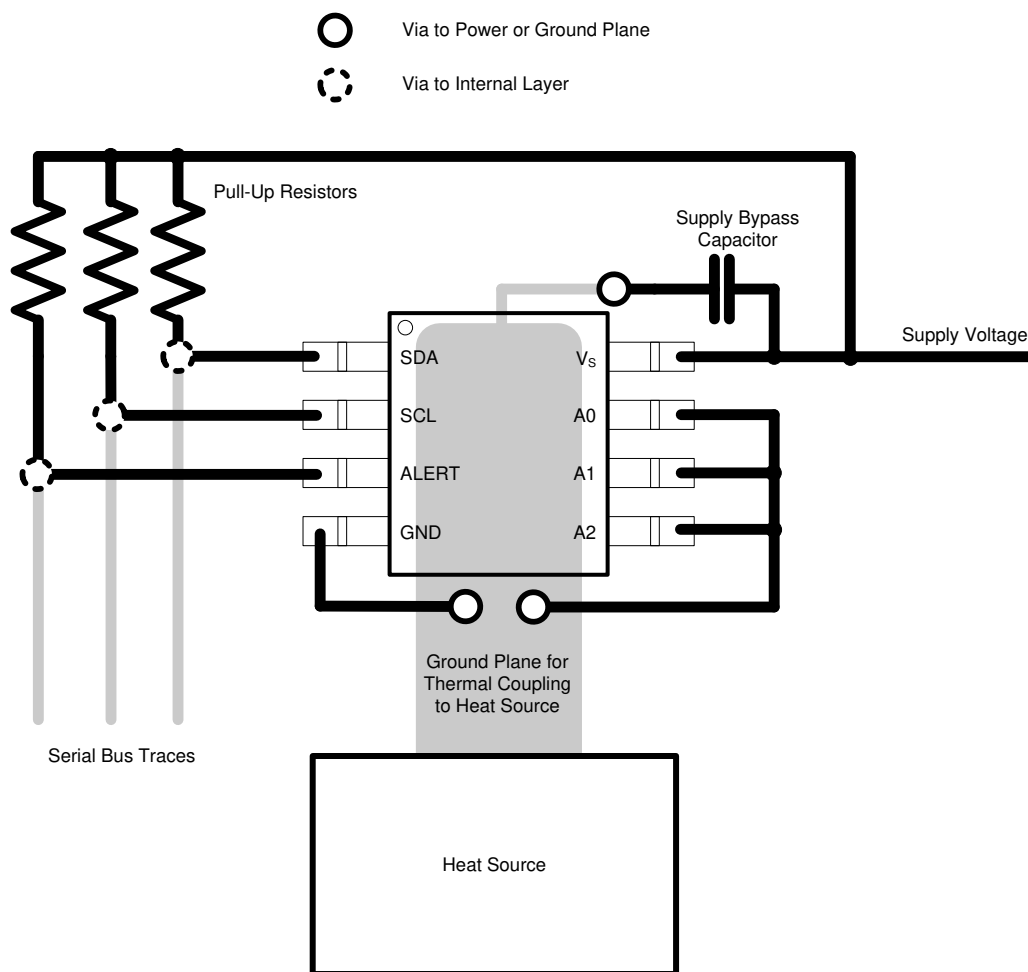 Via to Power or Ground Plane
Via to Internal Layer
Pull-Up Resistors
Supply Bypass
Capacitor
Supply Voltage
SDA
VS
SCL
A0
ALERT
A1
GND
A2
Ground Plane for
Thermal Coupling
to Heat Source
Serial Bus Traces
Heat Source